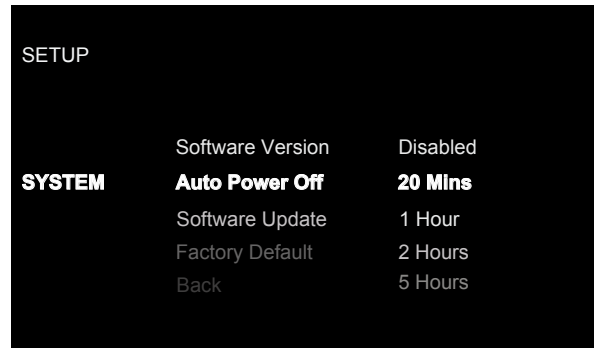 SETUP
Software Version Disabled
SYSTEM Auto Power Off 20 Mins
Software Update 1 Hour
Factory Default 2 Hours
Back 5 Hours